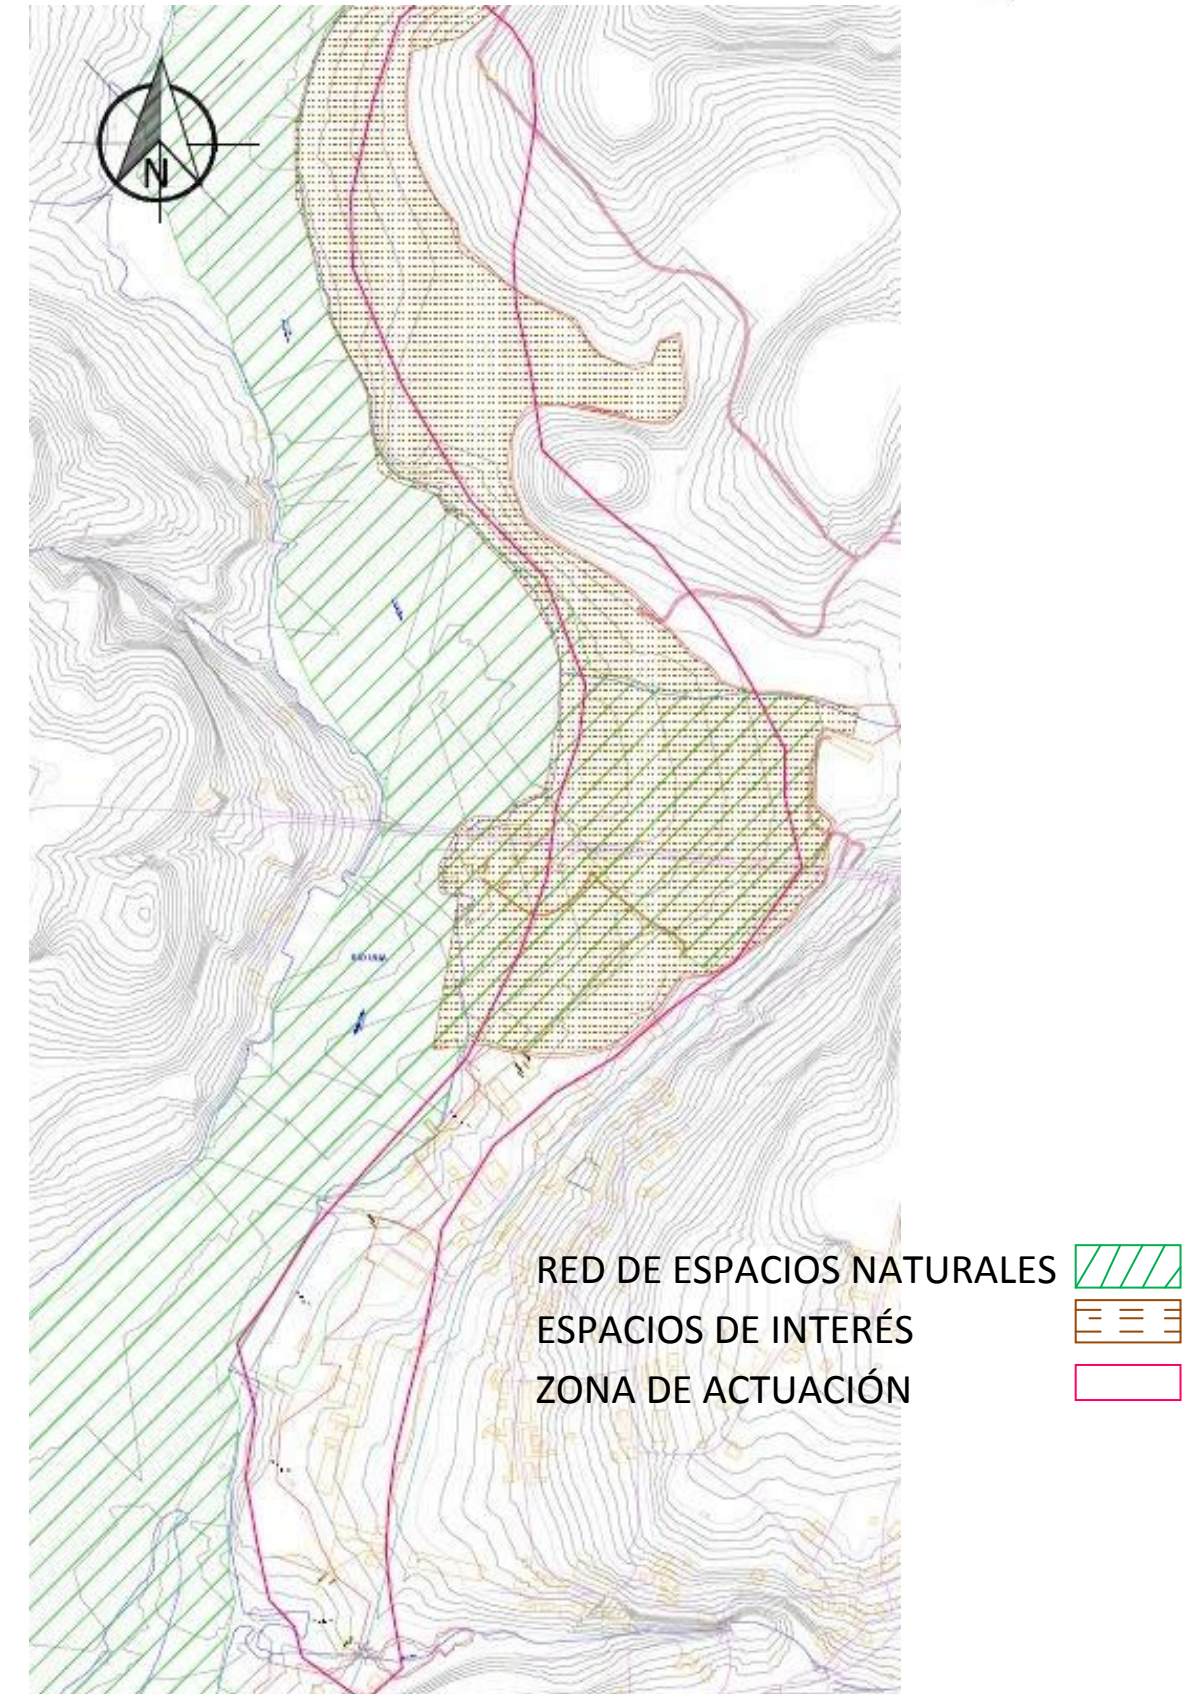 N
RED DE ESPACIOS NATURALES
ESPACIOS DE INTERÉS
ZONA DE ACTUACIÓN